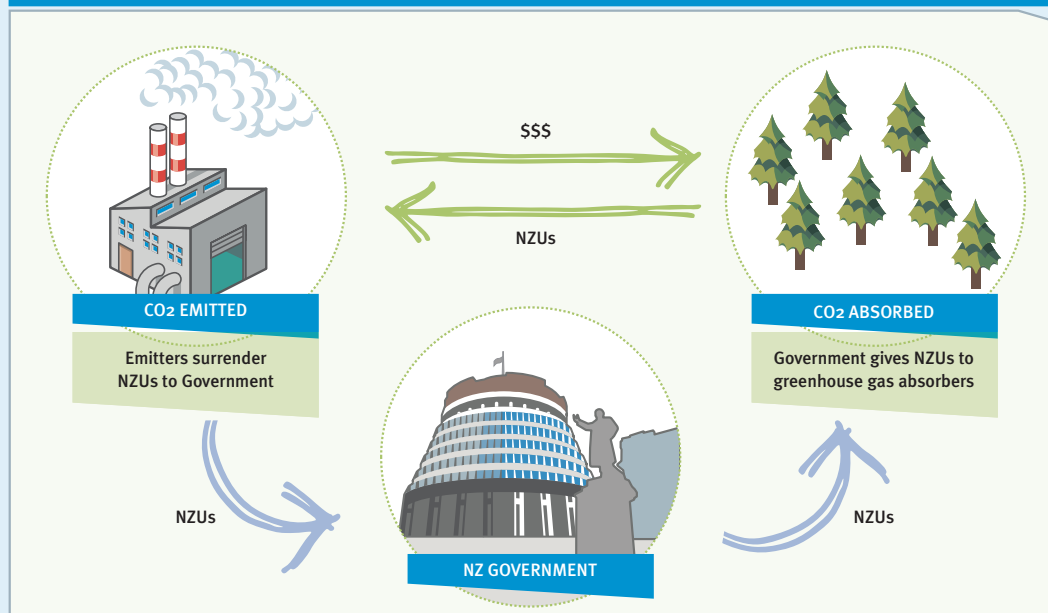 $$$
NZUs
CO2 EMITTED
Emitters surrender
NZUs to Government
CO2 ABSORBED
Government gives NZUs to
greenhouse gas absorbers
NZUs
NZUs
NZ GOVERNMENT